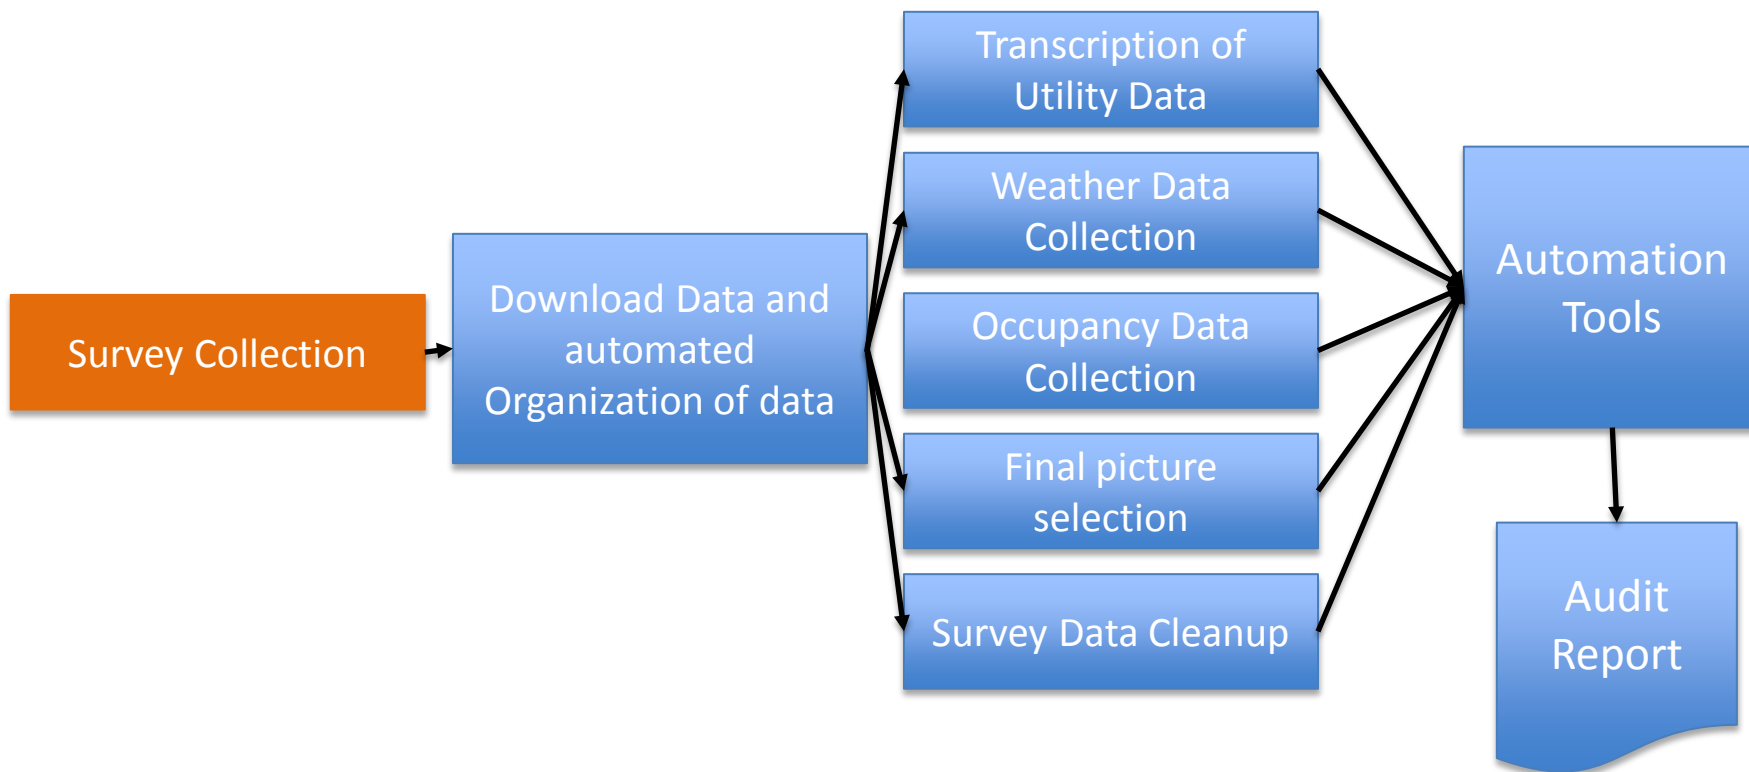 Survey Collection
Download Data and
automated
Organization of data
Transcription of
Utility Data
Weather Data
Collection
Occupancy Data
Collection
Final picture
selection
Survey Data Cleanup
Automation
Tools
Audit
Report